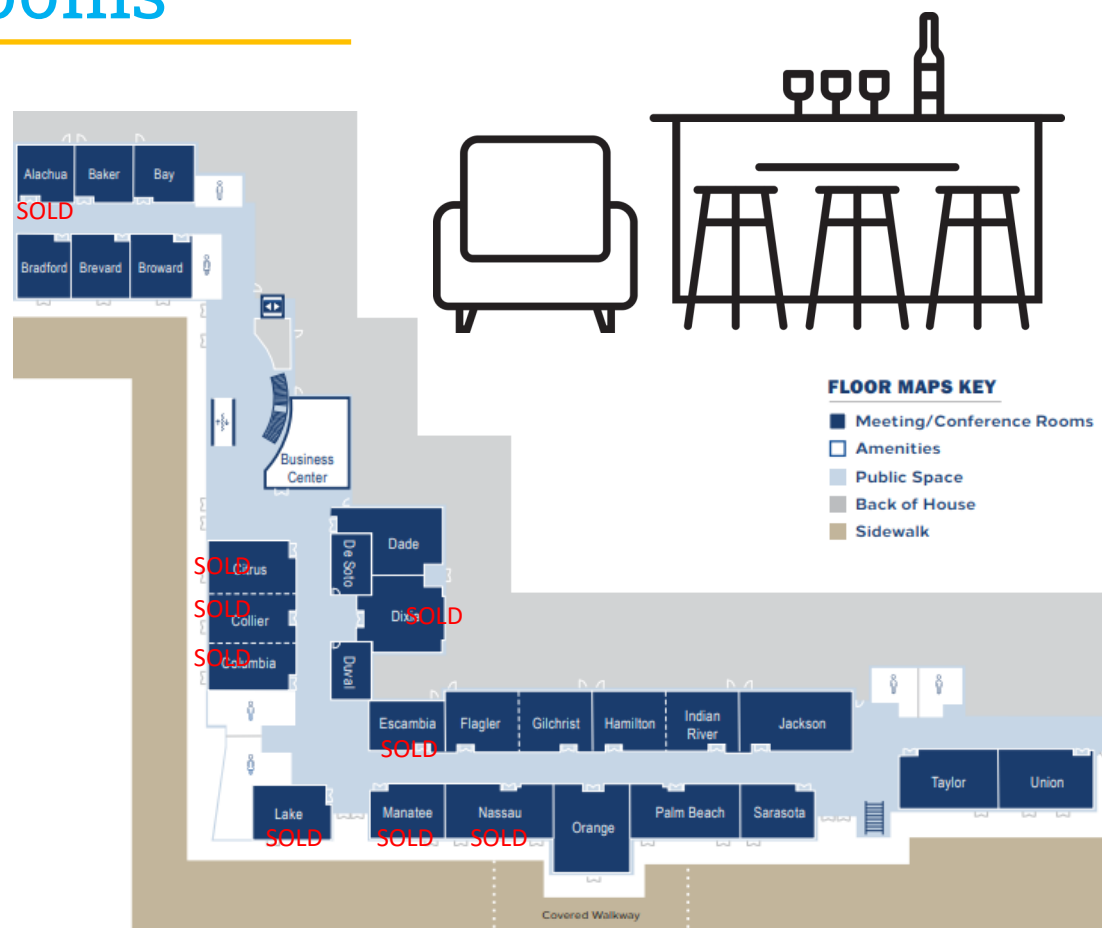 ooms
Alachua
Baker
Bay
SOLD
Bradford
Brevard
Broward
FLOOR MAPS KEY
Meeting/Conference Rooms
Amenities
Public Space
Back of House
Sidewalk
Business
Center
De Soto
Dade
SOLD
Citrus
SOLD
Collier
Dixie
SOLD
SOLD
Columbia
Duval
Escambia
SOLD
Flagler
Gilchrist
Hamilton
Indian
River
Jackson
Taylor
Union
Lake
SOLD
Manatee
SOLD
Nassau
SOLD
Orange
Palm Beach
Sarasota
Covered Walkway